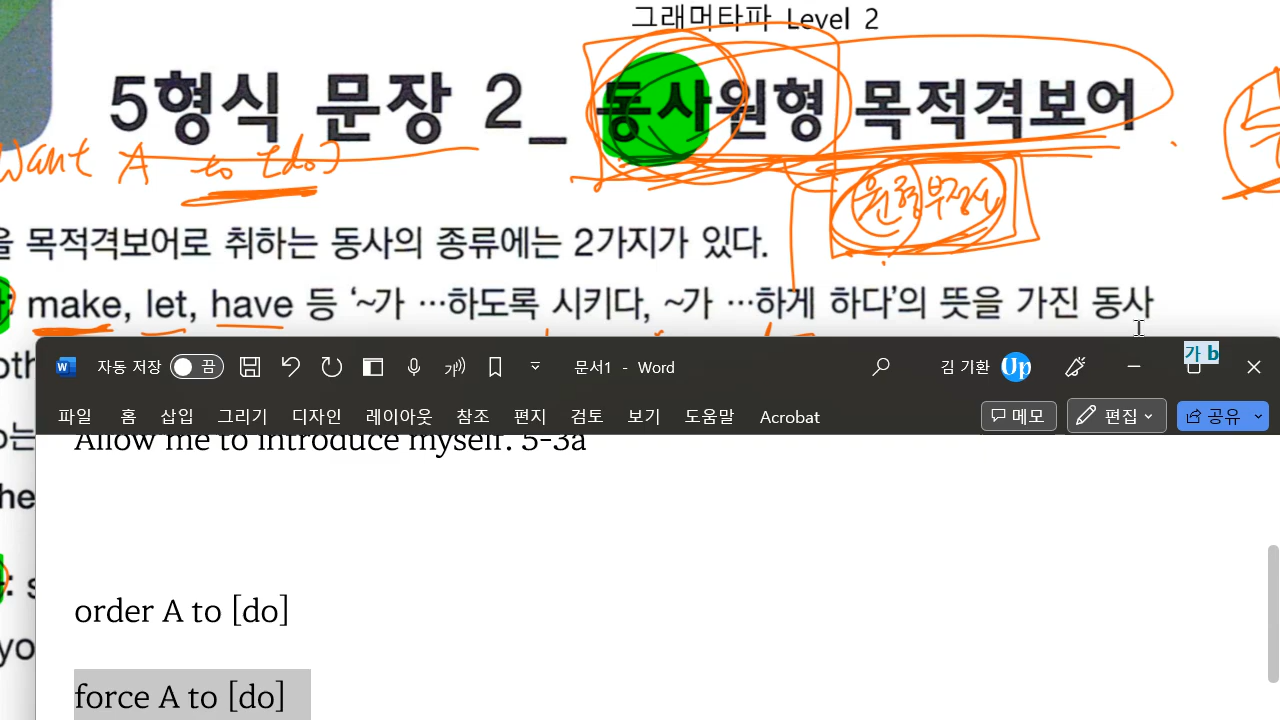 그래머타파 Level 2
5형식 문장 2_ 동사원형 목적격보어
Want A to [do]
원형부정사
을 목적격보어로 취하는 동사의 종류에는 2가지가 있다.
: make, let, have 등 ‘~가 …하도록 시키다, ~가 …하게 하다’의 뜻을 가진 동사
oth
는
he
: s
yo
자동 저장 끔 문서1 - Word 김 기환 Up
가 b
파일 홈 삽입 그리기 디자인 레이아웃 참조 편지 검토 보기 도움말 Acrobat 메모 편집 공유
Allow me to introduce myself. 5-3a
order A to [do]
force A to [do]